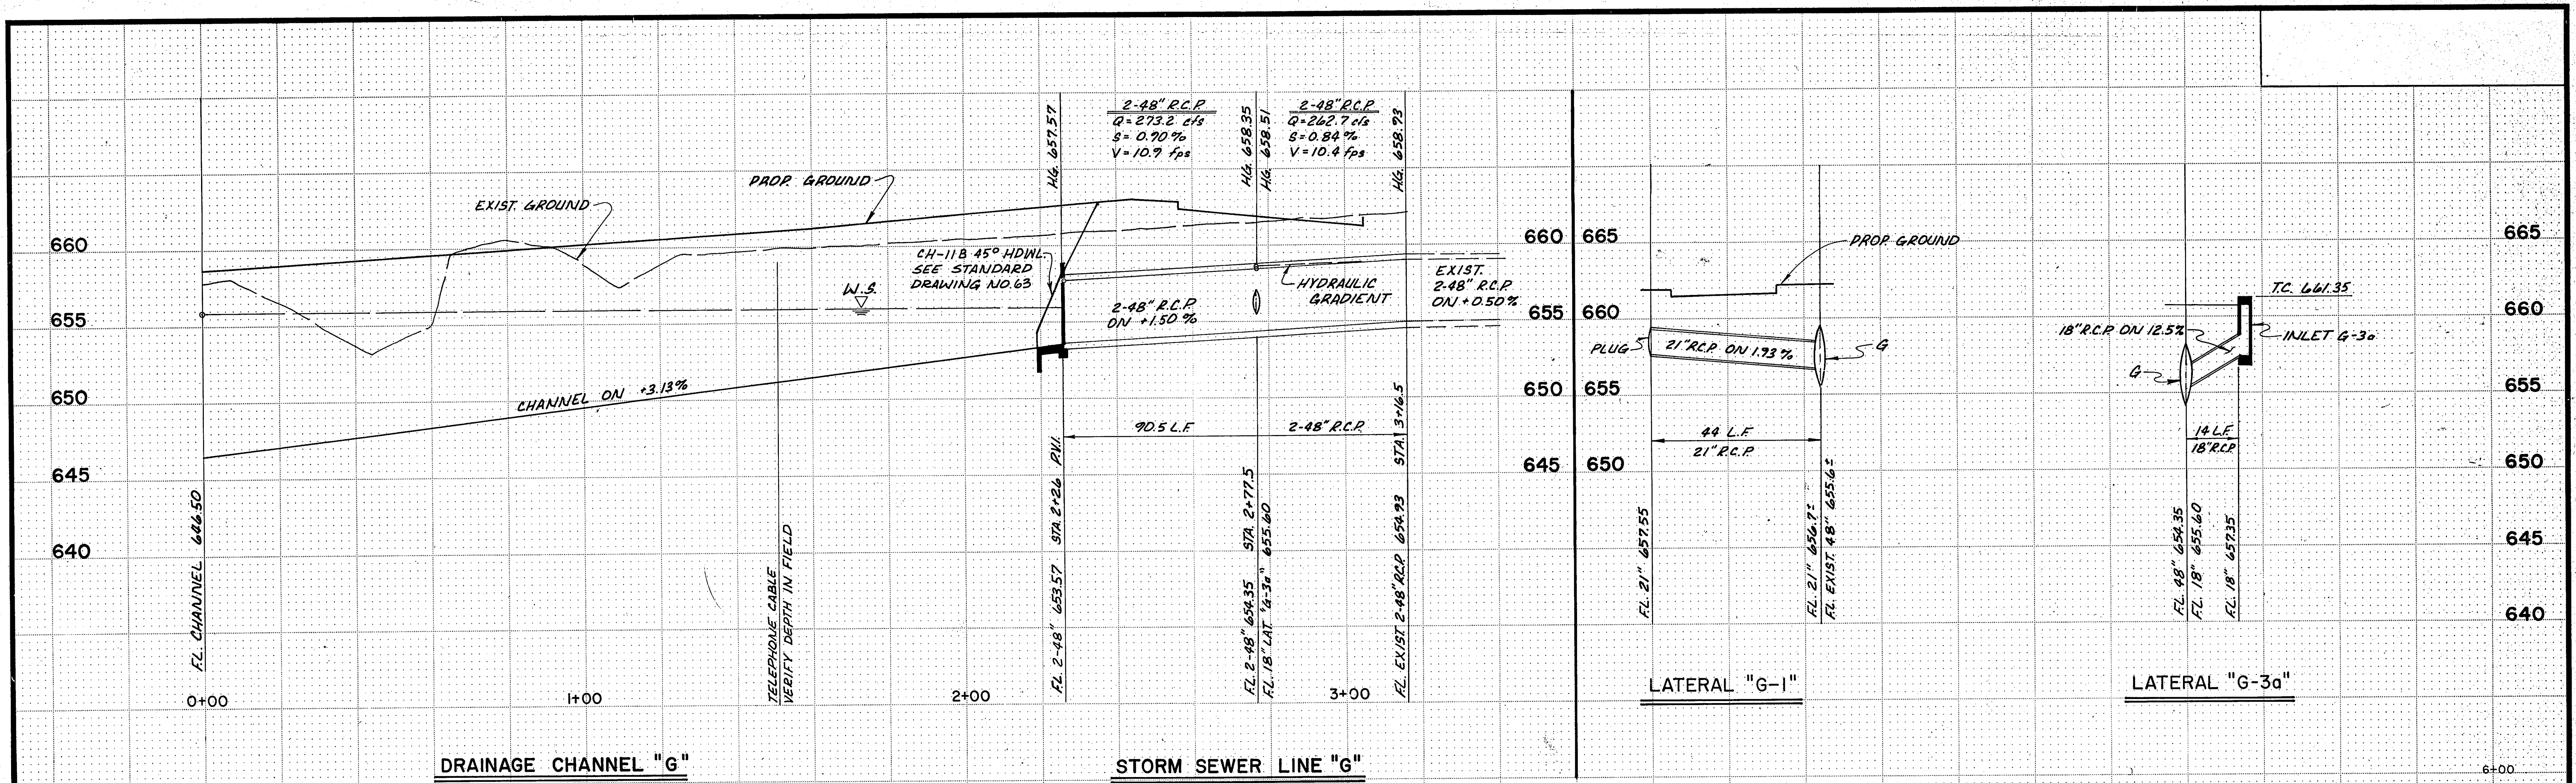 2-48" R.C.P.
Q=273.2 cfs
S=0.90%
V=10.9 fps
2-48" R.C.P.
Q=262.7 cfs
S=0.84%
V=10.4 fps
H.G. 657.57
H.G. 658.35
H.G. 658.51
H.G. 658.93
PROP. GROUND
EXIST. GROUND
CH-11B 45° HDWL.
SEE STANDARD
DRAWING NO.63
W.S.
2-48" R.C.P.
ON +1.50%
HYDRAULIC
GRADIENT
EXIST.
2-48" R.C.P.
ON +0.50%
CHANNEL ON +3.13%
90.5 L.F.
2-48" R.C.P.
660
655
650
645
640
660
655
650
645
F.L. CHANNEL 646.50
TELEPHONE CABLE
VERIFY DEPTH IN FIELD
F.L. 2-48" 653.57 STA. 2+26 P.V.I.
F.L. 2-48" 654.35 STA. 2+77.5
F.L. 18" LAT. "G-3a" 655.60
F.L. EXIST. 2-48" RCP 654.93 STA. 3+16.5
0+00
1+00
2+00
3+00
DRAINAGE CHANNEL "G"
STORM SEWER LINE "G"
665
660
655
650
PROP. GROUND
PLUG
21" R.C.P. ON 1.93%
G
44 L.F.
21" R.C.P.
F.L. 21" 657.55
F.L. 21" 656.7±
F.L. EXIST. 48" 655.6±
LATERAL "G-1"
T.C. 661.35
18" R.C.P. ON 12.5%
INLET G-3a
G
14 L.F.
18" R.C.P.
F.L. 48" 654.35
F.L. 18" 655.60
F.L. 18" 657.35
LATERAL "G-3a"
665
660
655
650
645
640
6+00